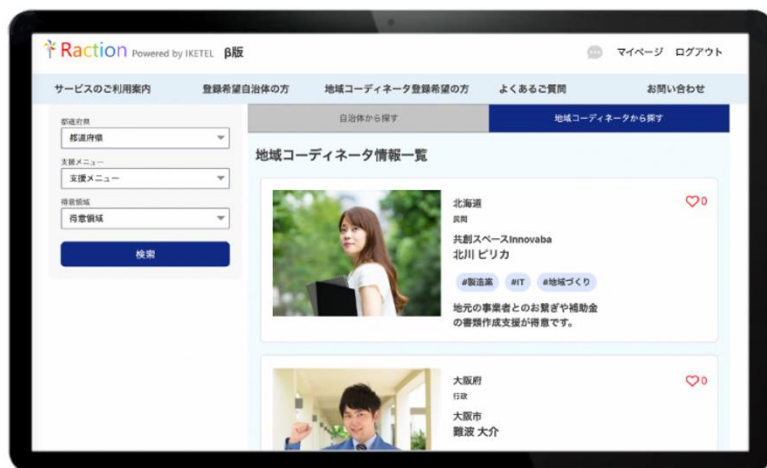 Raction Powered by IKETEL β版
マイページ ログアウト
サービスのご利用案内 登録希望自治体の方 地域コーディネータ登録希望の方 よくあるご質問 お問い合わせ
自治体から探す 地域コーディネータから探す
都道府県
都道府県
支援メニュー
支援メニュー
得意領域
得意領域
検索
地域コーディネータ情報一覧
北海道
0
民間
共創スペースInnovaba
北川 ピリカ
#製造業 #IT #地域づくり
地元の事業者とのお繋ぎや補助金
の書類作成支援が得意です。
大阪府
0
行政
大阪市
難波 大介